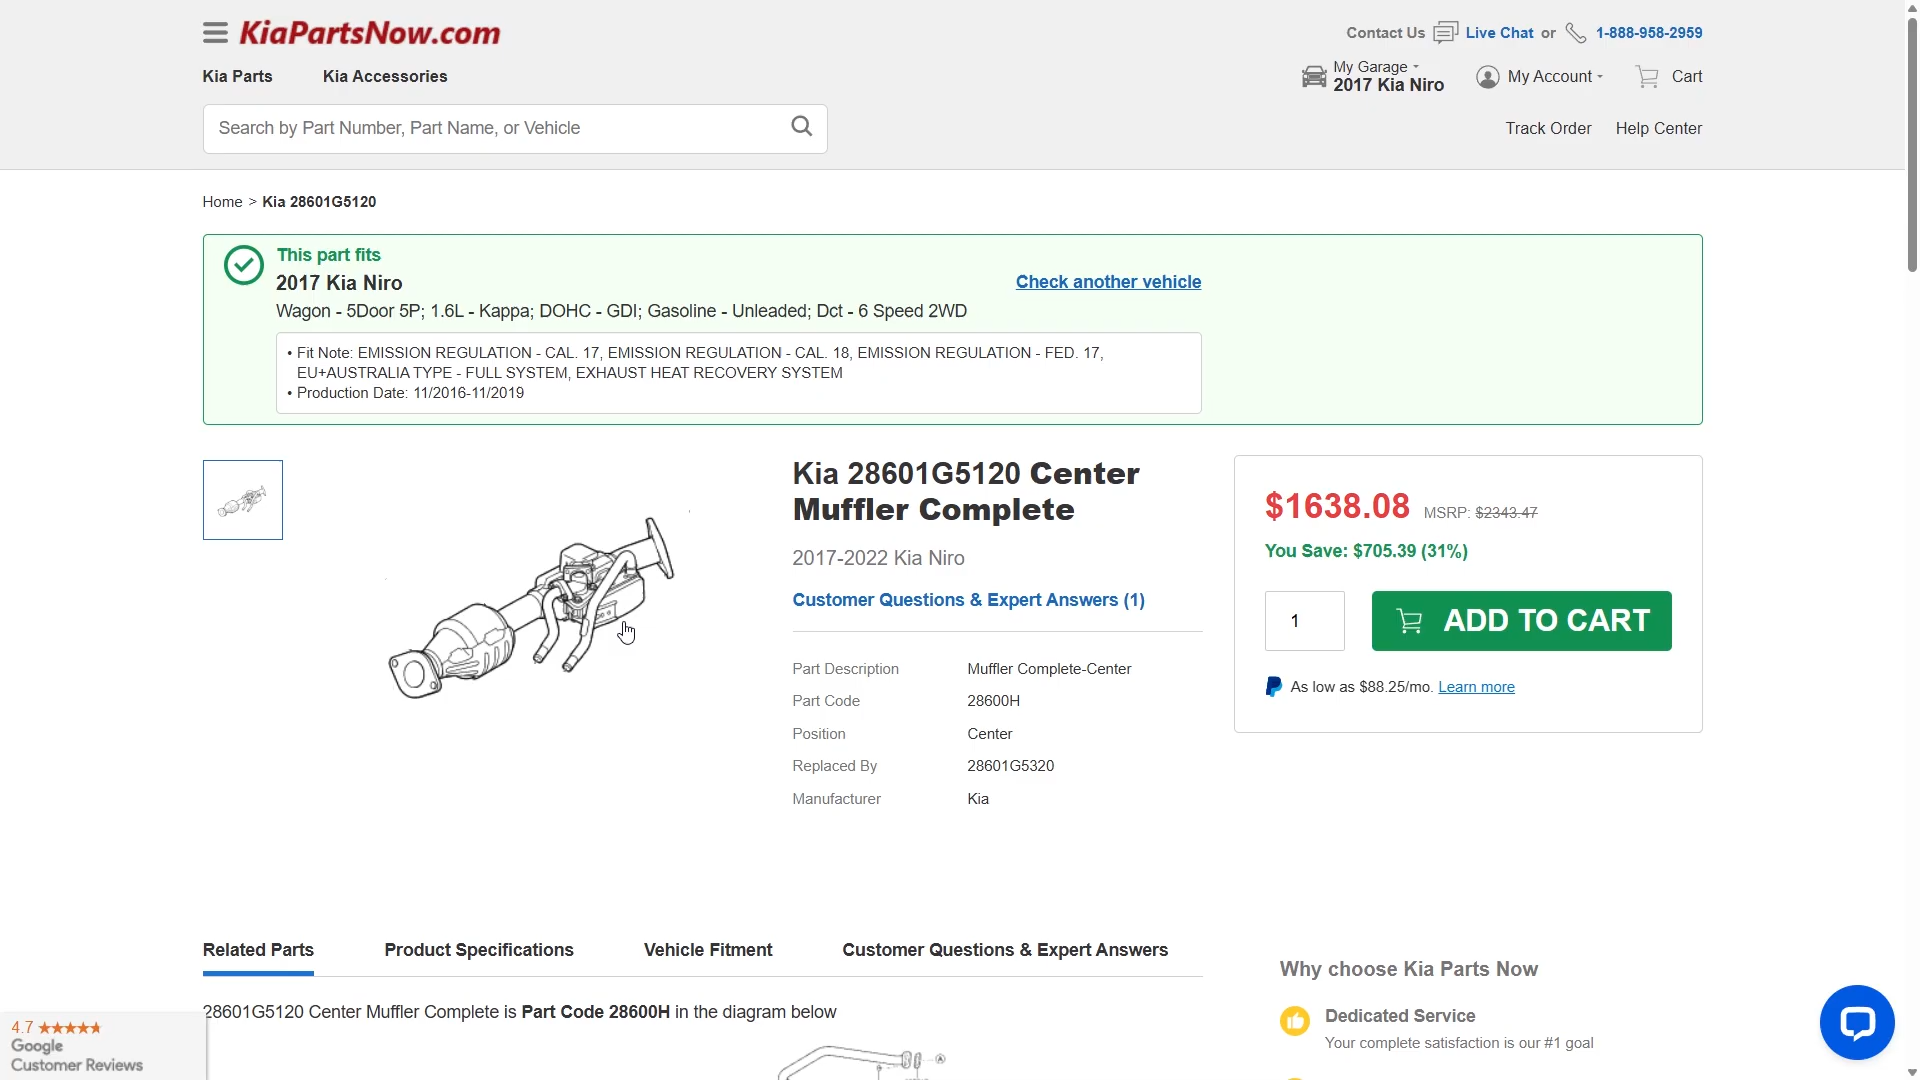 KiaPartsNow.com
Contact Us Live Chat or 1-888-958-2959
Kia Parts Kia Accessories
My Garage
2017 Kia Niro
My Account
Cart
Search by Part Number, Part Name, or Vehicle
Track Order Help Center
Home > Kia 28601G5120
This part fits
2017 Kia Niro
Check another vehicle
Wagon - 5Door 5P; 1.6L - Kappa; DOHC - GDI; Gasoline - Unleaded; Dct - 6 Speed 2WD
• Fit Note: EMISSION REGULATION - CAL. 17, EMISSION REGULATION - CAL. 18, EMISSION REGULATION - FED. 17,
EU+AUSTRALIA TYPE - FULL SYSTEM, EXHAUST HEAT RECOVERY SYSTEM
• Production Date: 11/2016-11/2019
Kia 28601G5120 Center
Muffler Complete
2017-2022 Kia Niro
Customer Questions & Expert Answers (1)
Part Description Muffler Complete-Center
Part Code 28600H
Position Center
Replaced By 28601G5320
Manufacturer Kia
$1638.08 MSRP: $2343.47
You Save: $705.39 (31%)
1
ADD TO CART
As low as $88.25/mo. Learn more
Related Parts Product Specifications Vehicle Fitment Customer Questions & Expert Answers
28601G5120 Center Muffler Complete is Part Code 28600H in the diagram below
A
Why choose Kia Parts Now
Dedicated Service
Your complete satisfaction is our #1 goal
4.7
Google
Customer Reviews